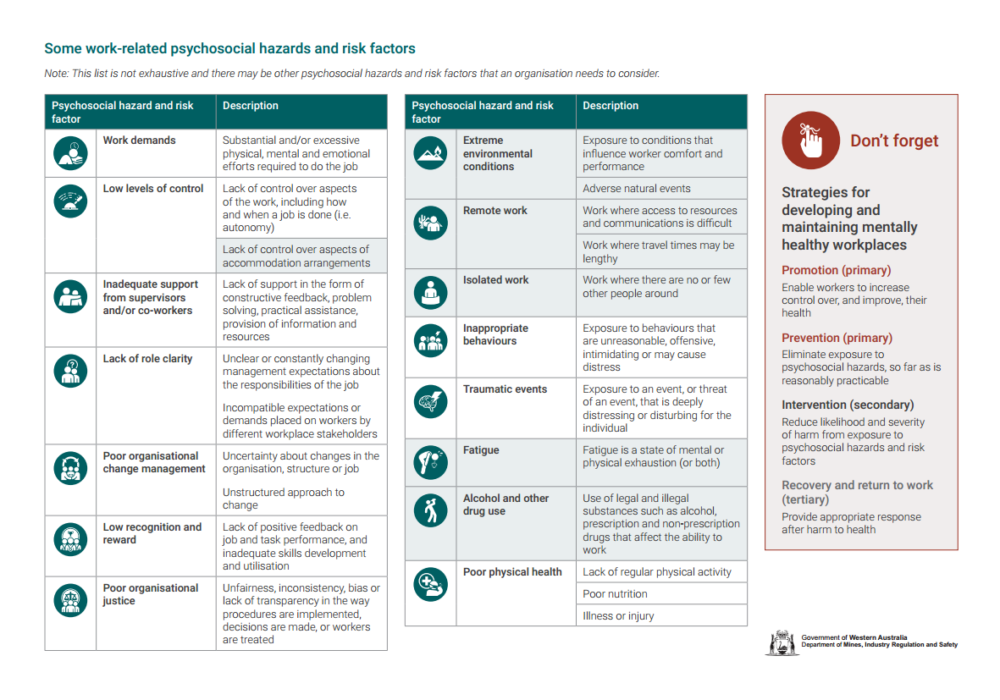 Some work-related psychosocial hazards and risk factors
Note: This list is not exhaustive and there may be other psychosocial hazards and risk factors that an organisation needs to consider.
Psychosocial hazard and risk
factor
Description
Work demands
Substantial and/or excessive
physical, mental and emotional
efforts required to do the job
Low levels of control
Lack of control over aspects
of the work, including how
and when a job is done (i.e.
autonomy)
Lack of control over aspects of
accommodation arrangements
Inadequate support
from supervisors
and/or co-workers
Lack of support in the form of
constructive feedback, problem
solving, practical assistance,
provision of information and
resources
Lack of role clarity
Unclear or constantly changing
management expectations about
the responsibilities of the job
Incompatible expectations or
demands placed on workers by
different workplace stakeholders
Poor organisational
change management
Uncertainty about changes in the
organisation, structure or job
Unstructured approach to
change
Low recognition and
reward
Lack of positive feedback on
job and task performance, and
inadequate skills development
and utilisation
Poor organisational
justice
Unfairness, inconsistency, bias or
lack of transparency in the way
procedures are implemented,
decisions are made, or workers
are treated
Psychosocial hazard and risk
factor
Description
Extreme
environmental
conditions
Exposure to conditions that
influence worker comfort and
performance
Adverse natural events
Remote work
Work where access to resources
and communications is difficult
Work where travel times may be
lengthy
Isolated work
Work where there are no or few
other people around
Inappropriate
behaviours
Exposure to behaviours that
are unreasonable, offensive,
intimidating or may cause
distress
Traumatic events
Exposure to an event, or threat
of an event, that is deeply
distressing or disturbing for the
individual
Fatigue
Fatigue is a state of mental or
physical exhaustion (or both)
Alcohol and other
drug use
Use of legal and illegal
substances such as alcohol,
prescription and non-prescription
drugs that affect the ability to
work
Poor physical health
Lack of regular physical activity
Poor nutrition
Illness or injury
Don't forget
Strategies for
developing and
maintaining mentally
healthy workplaces
Promotion (primary)
Enable workers to increase
control over, and improve, their
health
Prevention (primary)
Eliminate exposure to
psychosocial hazards, so far as is
reasonably practicable
Intervention (secondary)
Reduce likelihood and severity
of harm from exposure to
psychosocial hazards and risk
factors
Recovery and return to work
(tertiary)
Provide appropriate response
after harm to health
Government of Western Australia
Department of Mines, Industry Regulation and Safety